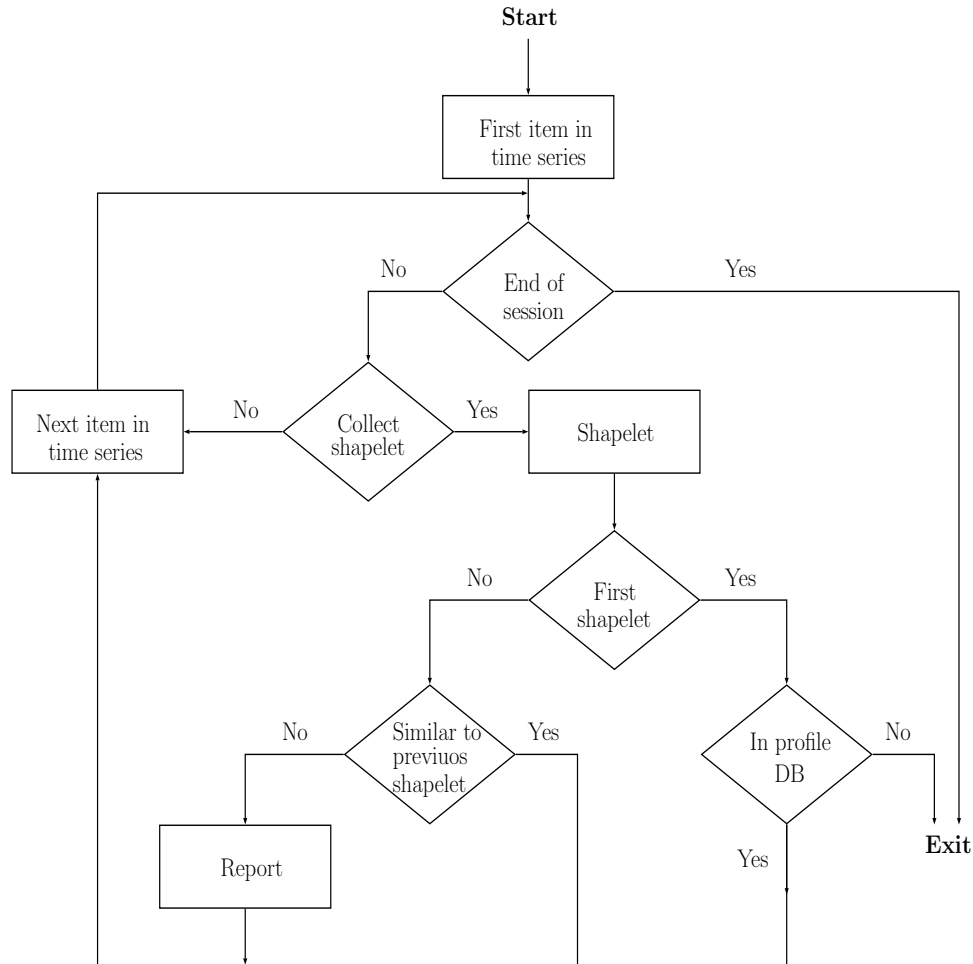 Start
First item in
time series
No
Yes
End of
session
Next item in
time series
No
Collect
shapelet
Yes
Shapelet
No
Yes
First
shapelet
No
Similar to
previuos
shapelet
Yes
In profile
DB
No
Report
Yes
Exit